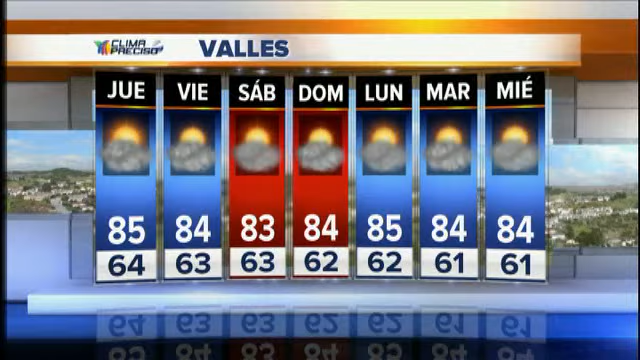 CLIMA PRECISO
VALLES
JUE VIE SÁB DOM LUN MAR MIÉ
85 84 83 84 85 84 84
64 63 63 62 62 61 61